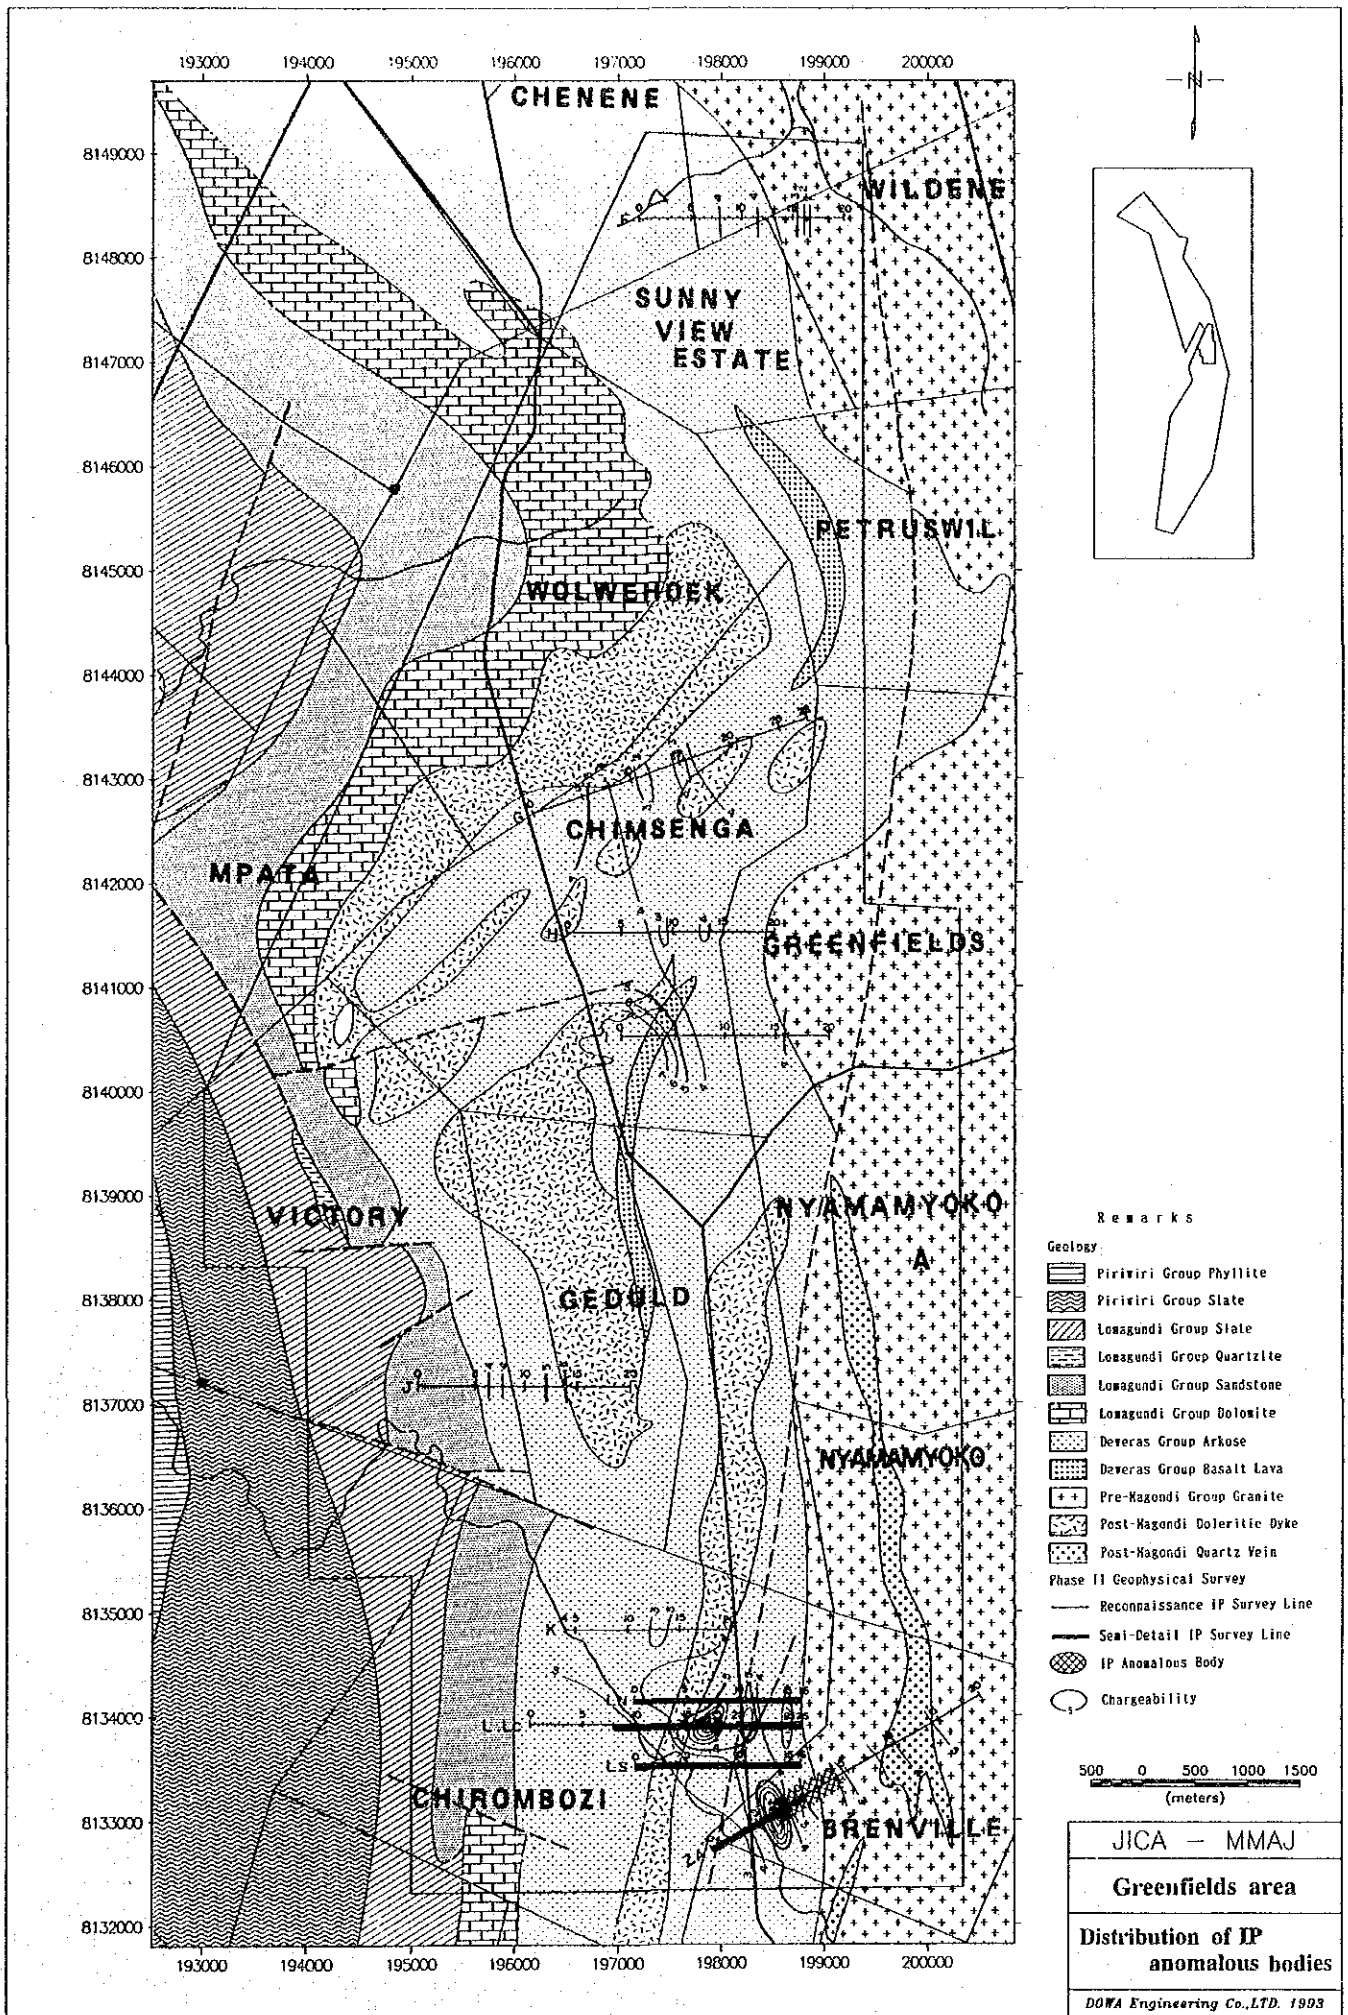 193000 194000 195000 196000 197000 198000 199000 200000
N
CHENENE
8149000
WILDENE
F
8148000
SUNNY
VIEW
ESTATE
8147000
8146000
PETRUSWIL
8145000
WOLWEHOEK
8144000
8143000
G
CHIMSENGA
8142000
MPATA
H
GREENFIELDS
8141000
I
8140000
8139000
VICTORY
NYAMAMYOKO
A
8138000
GEDULD
J
8137000
NYAMAMYOKO
8136000
8135000
K
8134000
Ls
CHIROMBOZI
8133000
BRENVILLE
ZA
8132000
193000 194000 195000 196000 197000 198000 199000 200000
Remarks
Geology
Piriwiri Group Phyllite
Piriwiri Group Slate
Lomagundi Group Slate
Lomagundi Group Quartzite
Lomagundi Group Sandstone
Lomagundi Group Dolomite
Deweras Group Arkose
Deweras Group Basalt Lava
Pre-Magondi Group Granite
Post-Magondi Doleritic Dyke
Post-Magondi Quartz Vein
Phase II Geophysical Survey
Reconnaissance IP Survey Line
Semi-Detail IP Survey Line
IP Anomalous Body
Chargeability
500 0 500 1000 1500
(meters)
JICA - MMAJ
Greenfields area
Distribution of IP
anomalous bodies
DOWA Engineering Co.,LTD. 1993